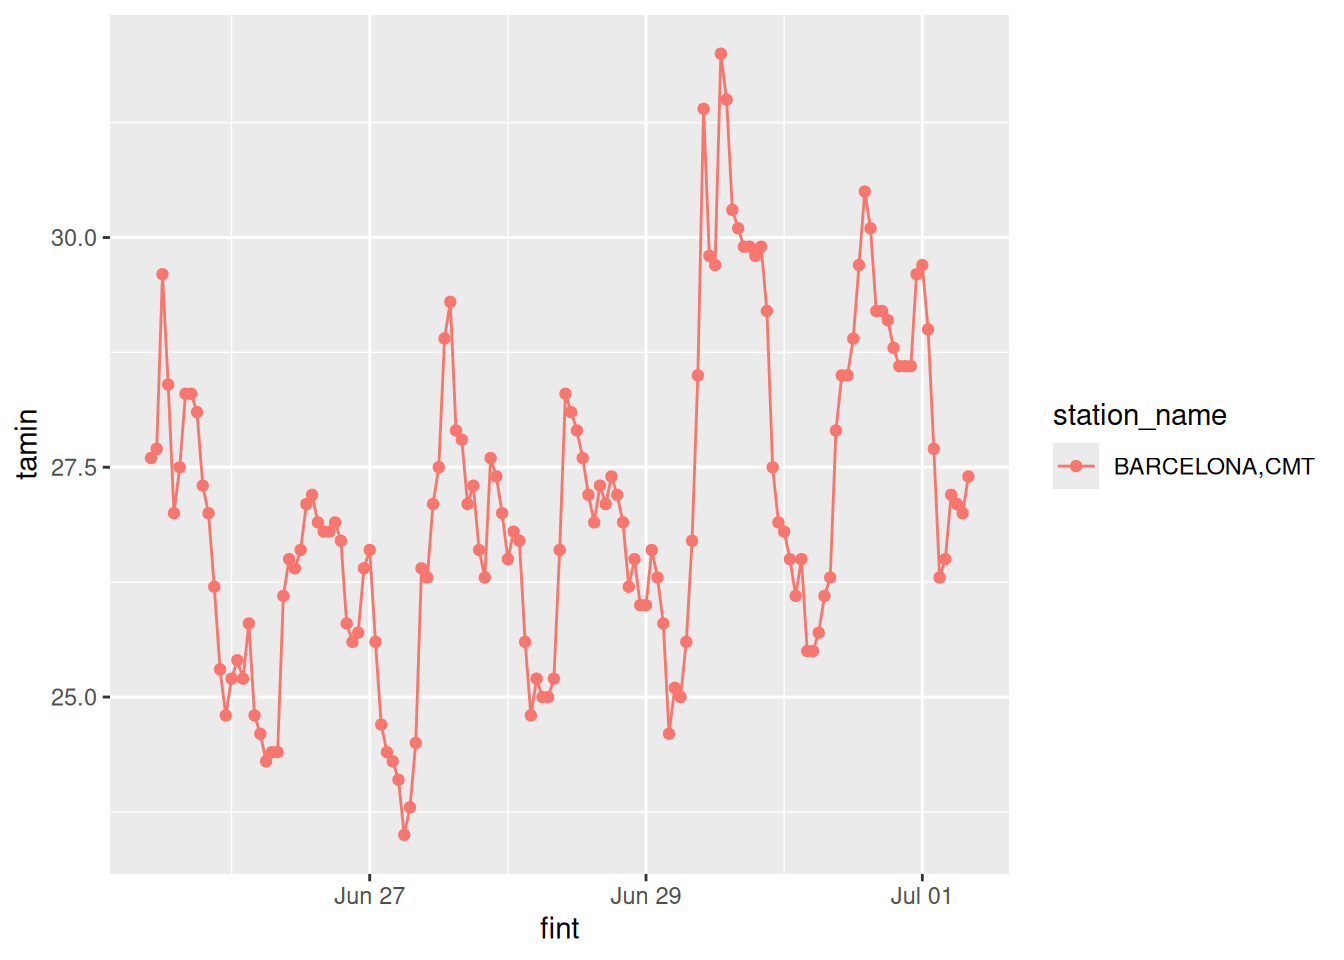 tamin
30.0
27.5
25.0
Jun 27
Jun 29
Jul 01
fint
station_name
BARCELONA,CMT